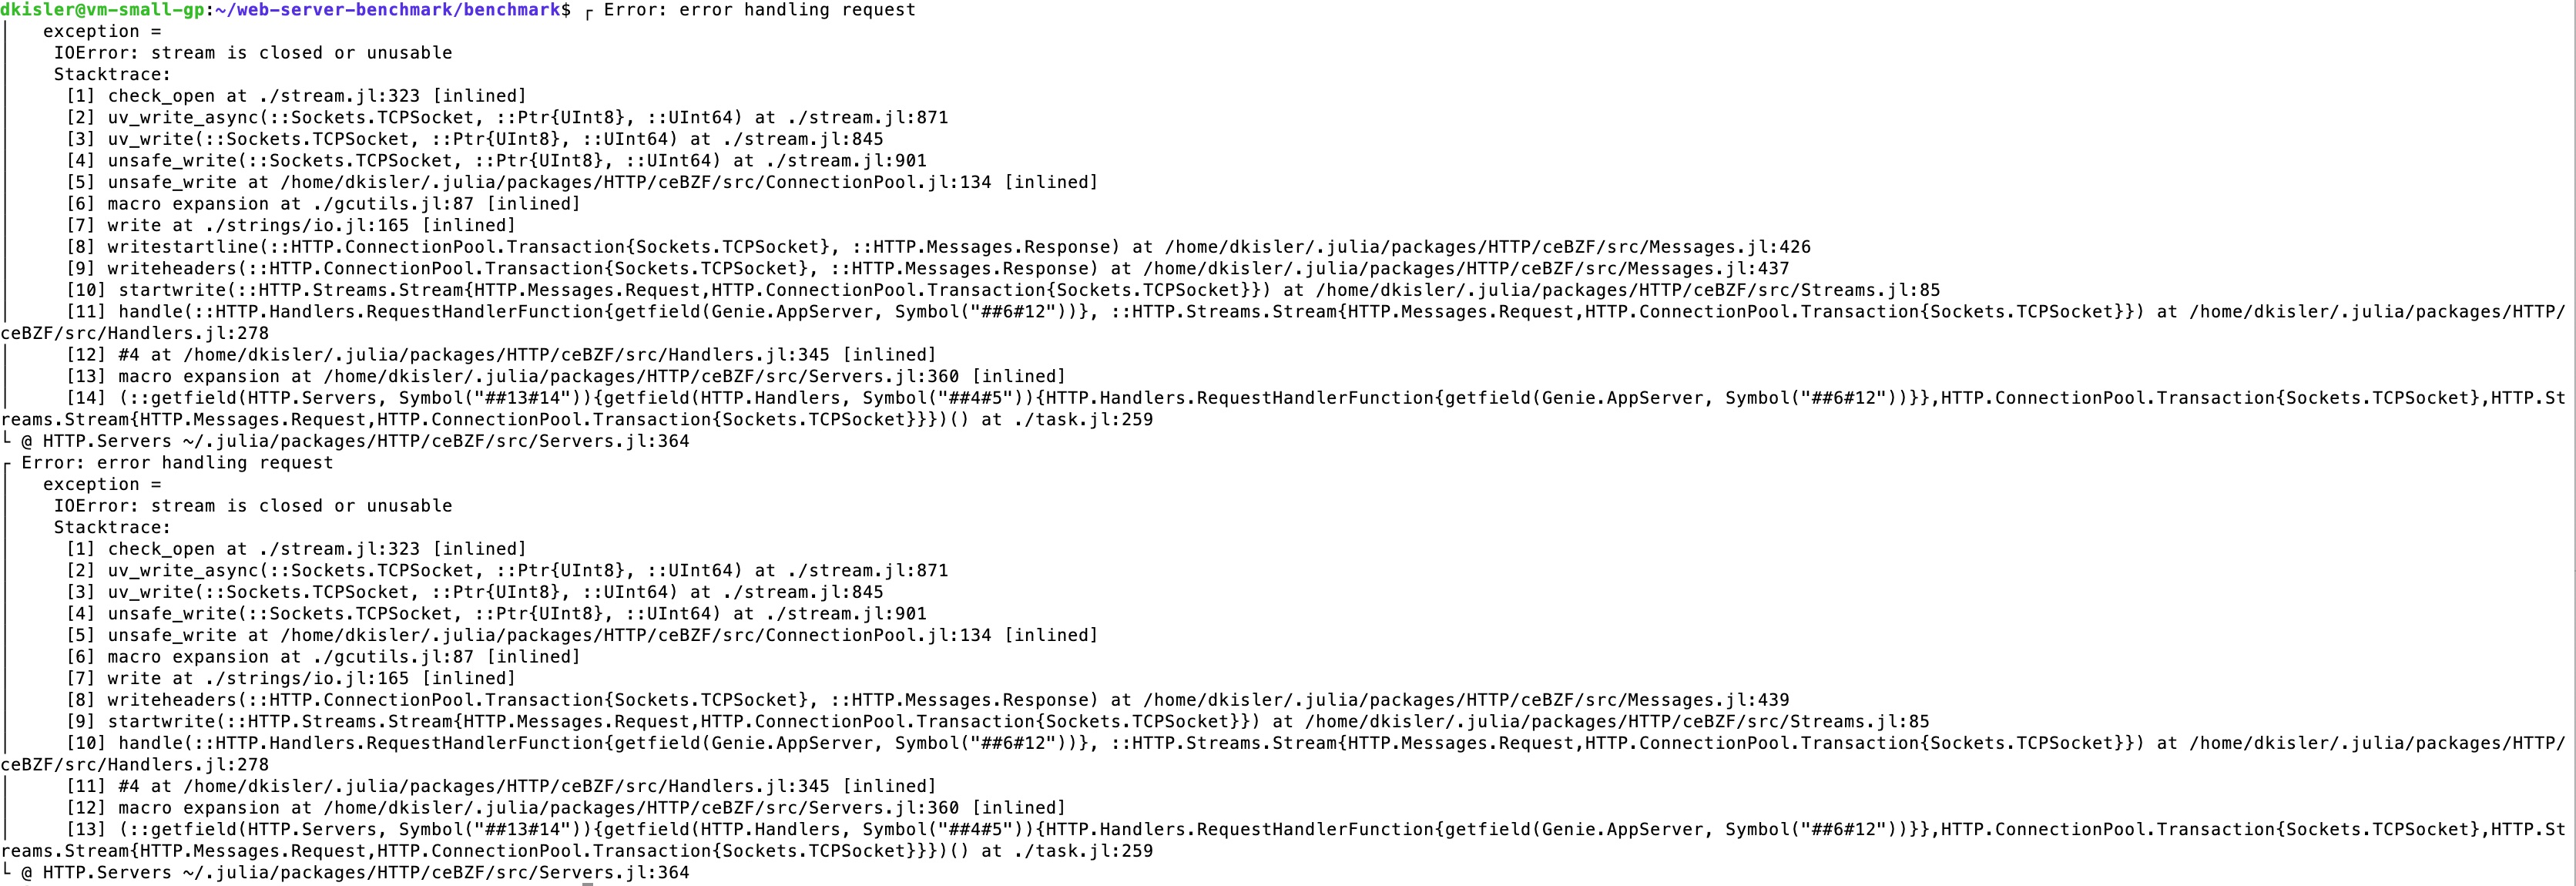 dkisler@vm-small-gp:~/web-server-benchmark/benchmark$ ┌ Error: error handling request
│   exception =
│    IOError: stream is closed or unusable
│    Stacktrace:
│     [1] check_open at ./stream.jl:323 [inlined]
│     [2] uv_write_async(::Sockets.TCPSocket, ::Ptr{UInt8}, ::UInt64) at ./stream.jl:871
│     [3] uv_write(::Sockets.TCPSocket, ::Ptr{UInt8}, ::UInt64) at ./stream.jl:845
│     [4] unsafe_write(::Sockets.TCPSocket, ::Ptr{UInt8}, ::UInt64) at ./stream.jl:901
│     [5] unsafe_write at /home/dkisler/.julia/packages/HTTP/ceBZF/src/ConnectionPool.jl:134 [inlined]
│     [6] macro expansion at ./gcutils.jl:87 [inlined]
│     [7] write at ./strings/io.jl:165 [inlined]
│     [8] writestartline(::HTTP.ConnectionPool.Transaction{Sockets.TCPSocket}, ::HTTP.Messages.Response) at /home/dkisler/.julia/packages/HTTP/ceBZF/src/Messages.jl:426
│     [9] writeheaders(::HTTP.ConnectionPool.Transaction{Sockets.TCPSocket}, ::HTTP.Messages.Response) at /home/dkisler/.julia/packages/HTTP/ceBZF/src/Messages.jl:437
│     [10] startwrite(::HTTP.Streams.Stream{HTTP.Messages.Request,HTTP.ConnectionPool.Transaction{Sockets.TCPSocket}}) at /home/dkisler/.julia/packages/HTTP/ceBZF/src/Streams.jl:85
│     [11] handle(::HTTP.Handlers.RequestHandlerFunction{getfield(Genie.AppServer, Symbol("##6#12"))}, ::HTTP.Streams.Stream{HTTP.Messages.Request,HTTP.ConnectionPool.Transaction{Sockets.TCPSocket}}) at /home/dkisler/.julia/packages/HTTP/
ceBZF/src/Handlers.jl:278
│     [12] #4 at /home/dkisler/.julia/packages/HTTP/ceBZF/src/Handlers.jl:345 [inlined]
│     [13] macro expansion at /home/dkisler/.julia/packages/HTTP/ceBZF/src/Servers.jl:360 [inlined]
│     [14] (::getfield(HTTP.Servers, Symbol("##13#14")){getfield(HTTP.Handlers, Symbol("##4#5")){HTTP.Handlers.RequestHandlerFunction{getfield(Genie.AppServer, Symbol("##6#12"))}},HTTP.ConnectionPool.Transaction{Sockets.TCPSocket},HTTP.St
reams.Stream{HTTP.Messages.Request,HTTP.ConnectionPool.Transaction{Sockets.TCPSocket}}})() at ./task.jl:259
└ @ HTTP.Servers ~/.julia/packages/HTTP/ceBZF/src/Servers.jl:364
┌ Error: error handling request
│   exception =
│    IOError: stream is closed or unusable
│    Stacktrace:
│     [1] check_open at ./stream.jl:323 [inlined]
│     [2] uv_write_async(::Sockets.TCPSocket, ::Ptr{UInt8}, ::UInt64) at ./stream.jl:871
│     [3] uv_write(::Sockets.TCPSocket, ::Ptr{UInt8}, ::UInt64) at ./stream.jl:845
│     [4] unsafe_write(::Sockets.TCPSocket, ::Ptr{UInt8}, ::UInt64) at ./stream.jl:901
│     [5] unsafe_write at /home/dkisler/.julia/packages/HTTP/ceBZF/src/ConnectionPool.jl:134 [inlined]
│     [6] macro expansion at ./gcutils.jl:87 [inlined]
│     [7] write at ./strings/io.jl:165 [inlined]
│     [8] writeheaders(::HTTP.ConnectionPool.Transaction{Sockets.TCPSocket}, ::HTTP.Messages.Response) at /home/dkisler/.julia/packages/HTTP/ceBZF/src/Messages.jl:439
│     [9] startwrite(::HTTP.Streams.Stream{HTTP.Messages.Request,HTTP.ConnectionPool.Transaction{Sockets.TCPSocket}}) at /home/dkisler/.julia/packages/HTTP/ceBZF/src/Streams.jl:85
│     [10] handle(::HTTP.Handlers.RequestHandlerFunction{getfield(Genie.AppServer, Symbol("##6#12"))}, ::HTTP.Streams.Stream{HTTP.Messages.Request,HTTP.ConnectionPool.Transaction{Sockets.TCPSocket}}) at /home/dkisler/.julia/packages/HTTP/
ceBZF/src/Handlers.jl:278
│     [11] #4 at /home/dkisler/.julia/packages/HTTP/ceBZF/src/Handlers.jl:345 [inlined]
│     [12] macro expansion at /home/dkisler/.julia/packages/HTTP/ceBZF/src/Servers.jl:360 [inlined]
│     [13] (::getfield(HTTP.Servers, Symbol("##13#14")){getfield(HTTP.Handlers, Symbol("##4#5")){HTTP.Handlers.RequestHandlerFunction{getfield(Genie.AppServer, Symbol("##6#12"))}},HTTP.ConnectionPool.Transaction{Sockets.TCPSocket},HTTP.St
reams.Stream{HTTP.Messages.Request,HTTP.ConnectionPool.Transaction{Sockets.TCPSocket}}})() at ./task.jl:259
└ @ HTTP.Servers ~/.julia/packages/HTTP/ceBZF/src/Servers.jl:364